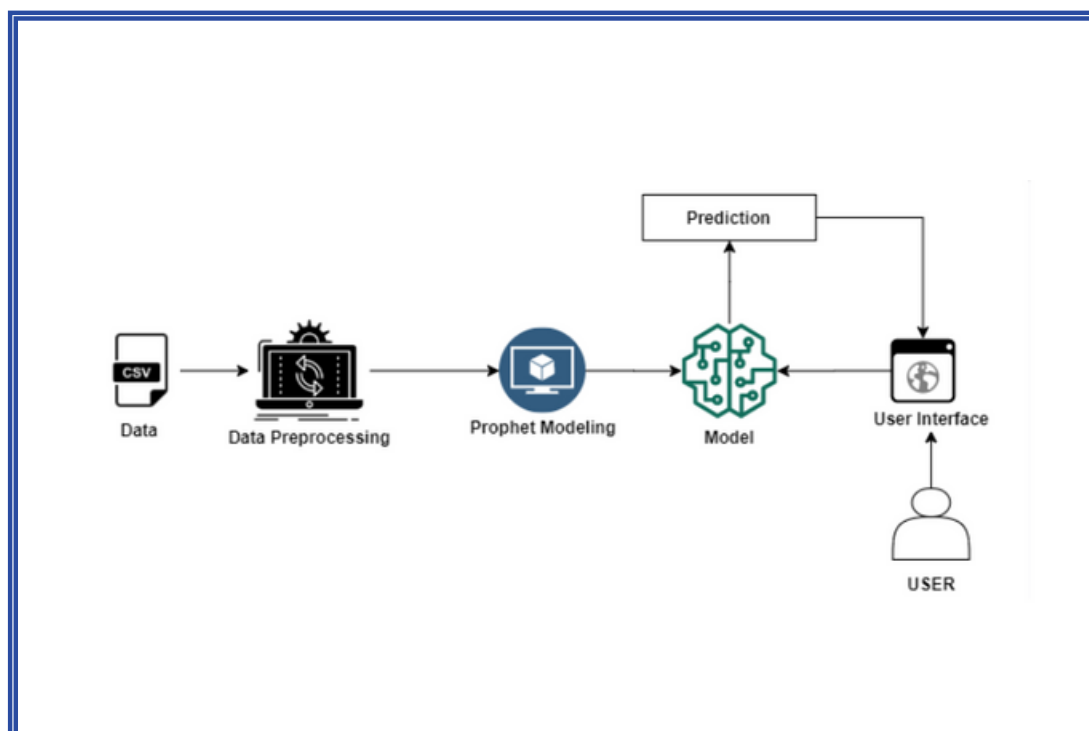 Prediction
CSV
Data
Data Preprocessing
Prophet Modeling
Model
User Interface
USER